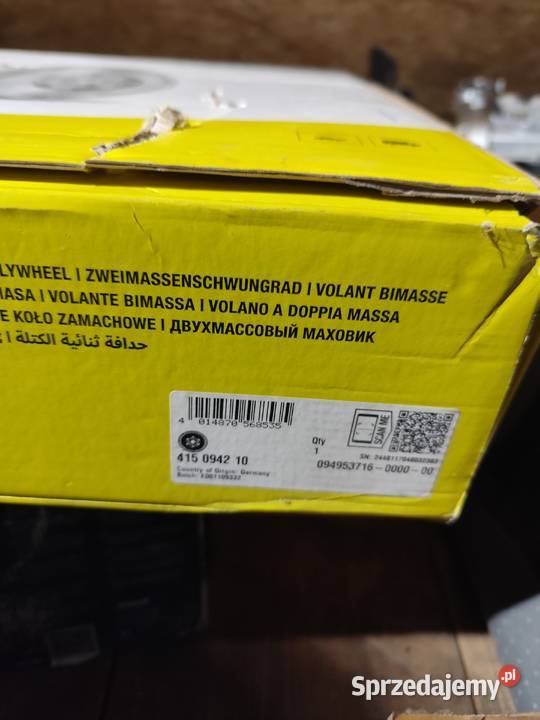 LYWHEEL | ZWEIMASSENSCHWUNGRAD | VOLANT BIMASSE
MASA | VOLANTE BIMASSA | VOLANO A DOPPIA MASSA
E KOŁO ZAMACHOWE | ДВУХМАССОВЫЙ МАХОВИК
حدافة ثنائية الكتلة |
4 014870 568535
415 0942 10
Country of Origin: Germany
Qty
1
SCAN ME
094953716-0000-00
Sprzedajemy.pl